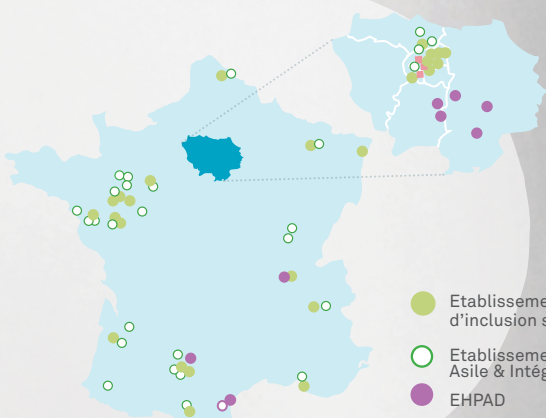 Etablisseme
d'inclusion s
Etablisseme
Asile & Intég
EHPAD